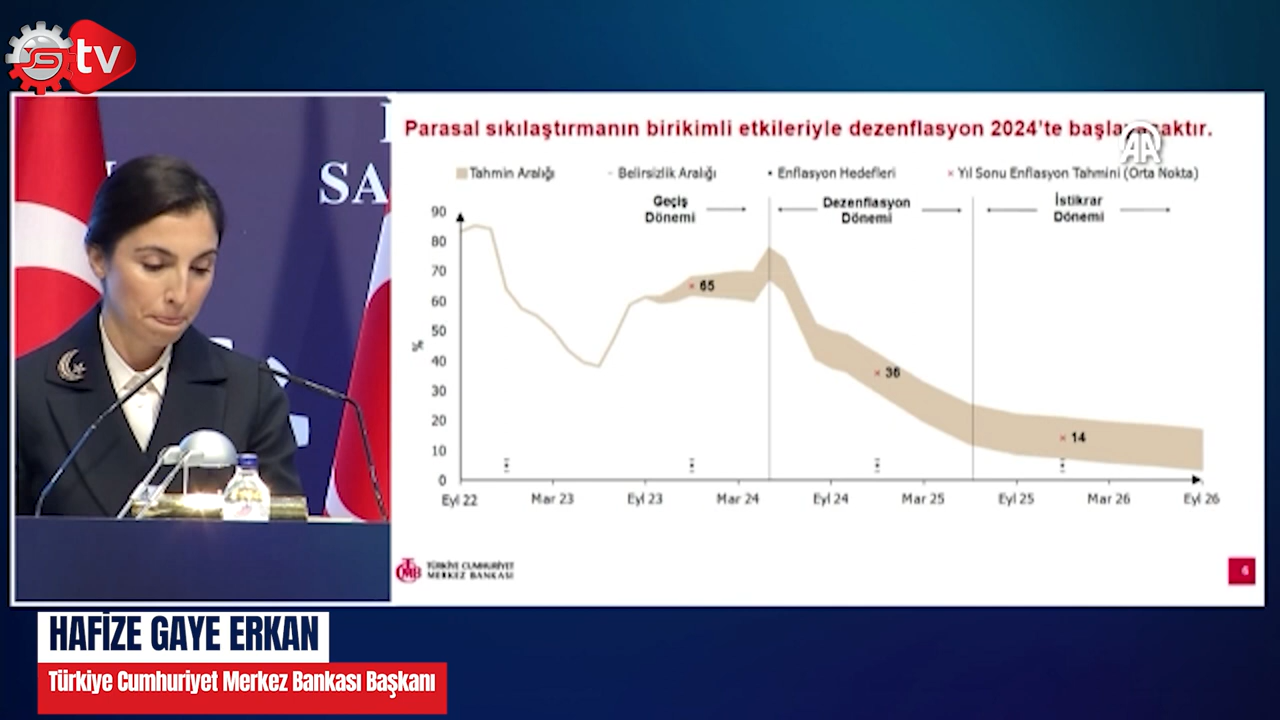 tv
SA
Parasal sıkılaştırmanın birikimli etkileriyle dezenflasyon 2024'te
AA
Tahmin Aralığı
Belirsizlik Aralığı
Enflasyon Hedefleri
Yıl Sonu Enflasyon Tahmini (Orta Nokta)
Geçiş
Dönemi
Dezenflasyon
Dönemi
İstikrar
Dönemi
%
90
80
70
60
50
40
30
20
10
0
65
36
14
Eyl 22
Mar 23
Eyl 23
Mar 24
Eyl 24
Mar 25
Eyl 25
Mar 26
Eyl 26
TÜRKİYE CUMHURİYET
MERKEZ BANKASI
6
HAFİZE GAYE ERKAN
Türkiye Cumhuriyet Merkez Bankası Başkanı